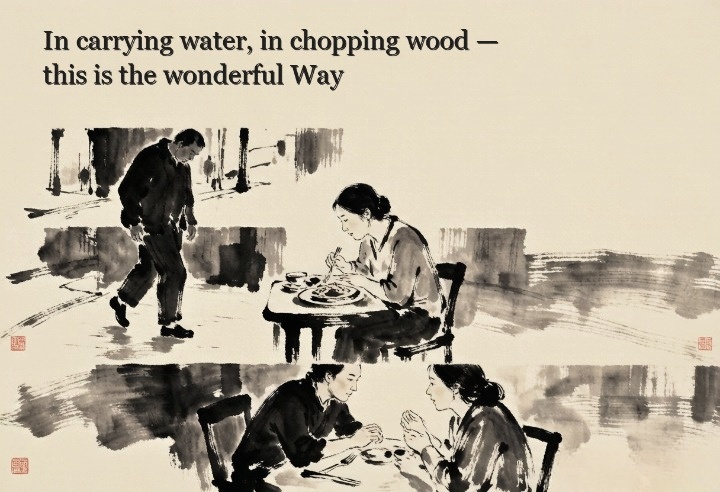 In carrying water, in chopping wood —
this is the wonderful Way